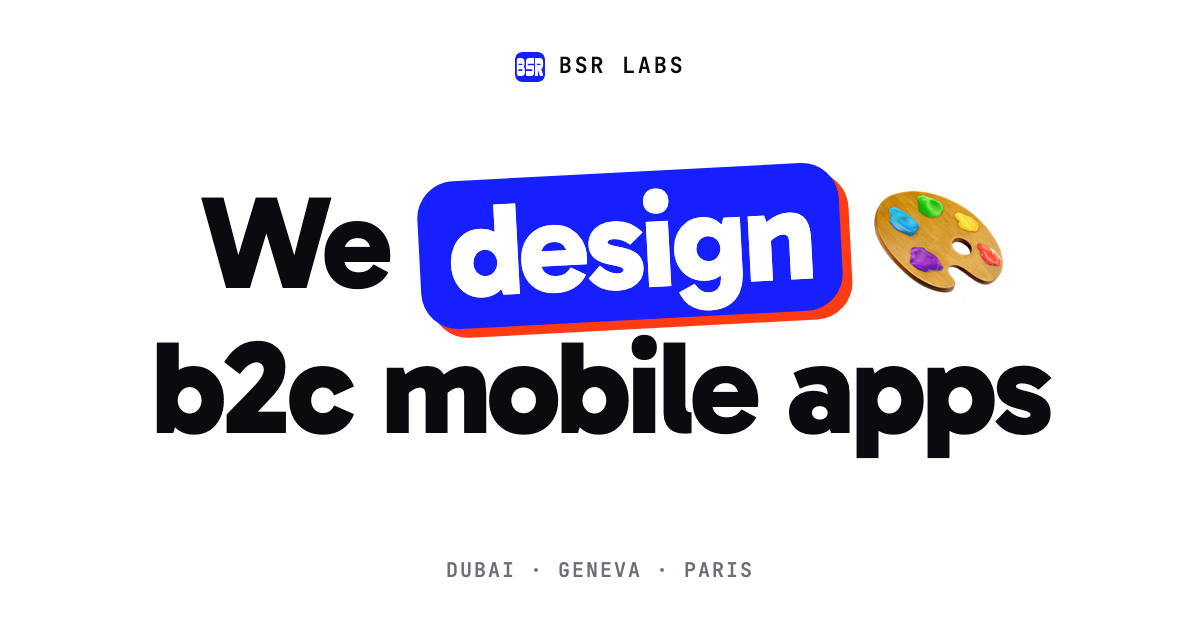 BSR BSR LABS
We design
b2c mobile apps
DUBAI · GENEVA · PARIS